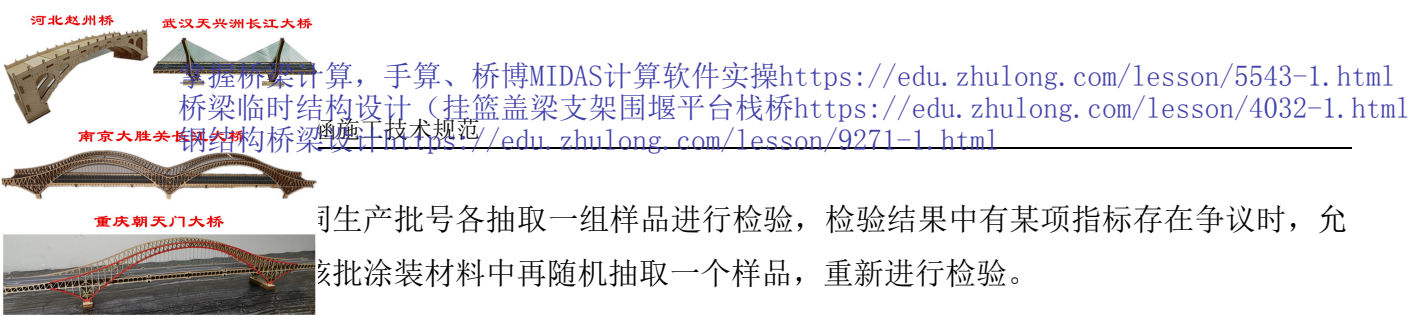 河北赵州桥
武汉天兴洲长江大桥
掌握桥梁计算，手算、桥博MIDAS计算软件实操https://edu.zhulong.com/lesson/5543-1.html
桥梁临时结构设计（挂篮盖梁支架围堰平台栈桥https://edu.zhulong.com/lesson/4032-1.html
涵施工技术规范
南京大胜关长江大桥
钢结构桥梁设计https://edu.zhulong.com/lesson/9271-1.html
同生产批号各抽取一组样品进行检验，检验结果中有某项指标存在争议时，允
重庆朝天门大桥
该批涂装材料中再随机抽取一个样品，重新进行检验。